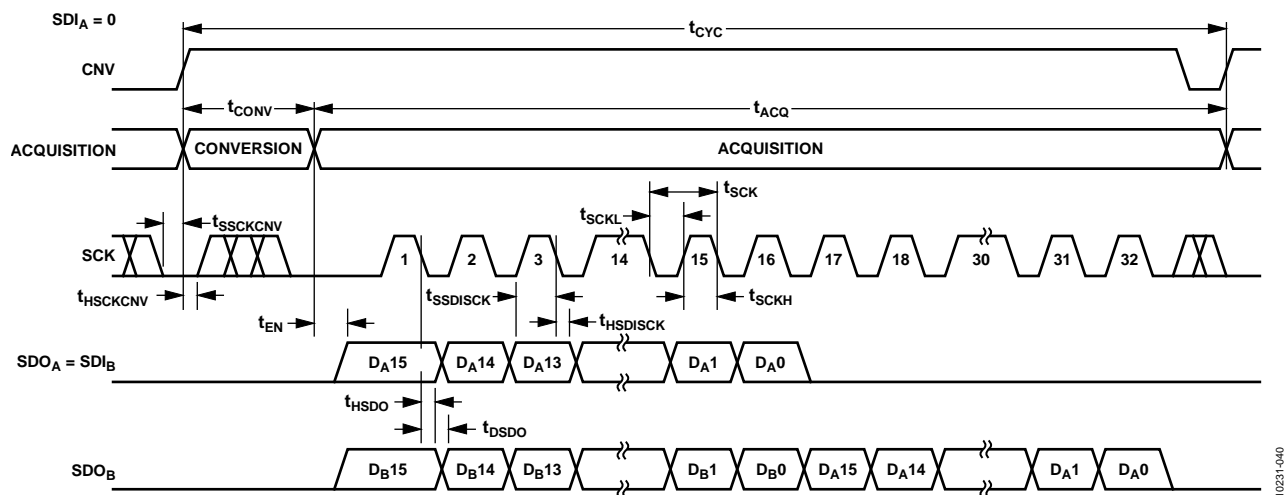 SDIA = 0
tCYC
CNV
tCONV
tACQ
ACQUISITION
CONVERSION
ACQUISITION
tSCK
tSCKL
tSSCKCNV
SCK
1 2 3 14 15 16 17 18 30 31 32
tHSCKCNV
tSSDISCK
tSCKH
tEN
tHSDISCK
SDOA = SDIB
DA15 DA14 DA13 DA1 DA0
tHSDO
tDSDO
SDOB
DB15 DB14 DB13 DB1 DB0 DA15 DA14 DA1 DA0